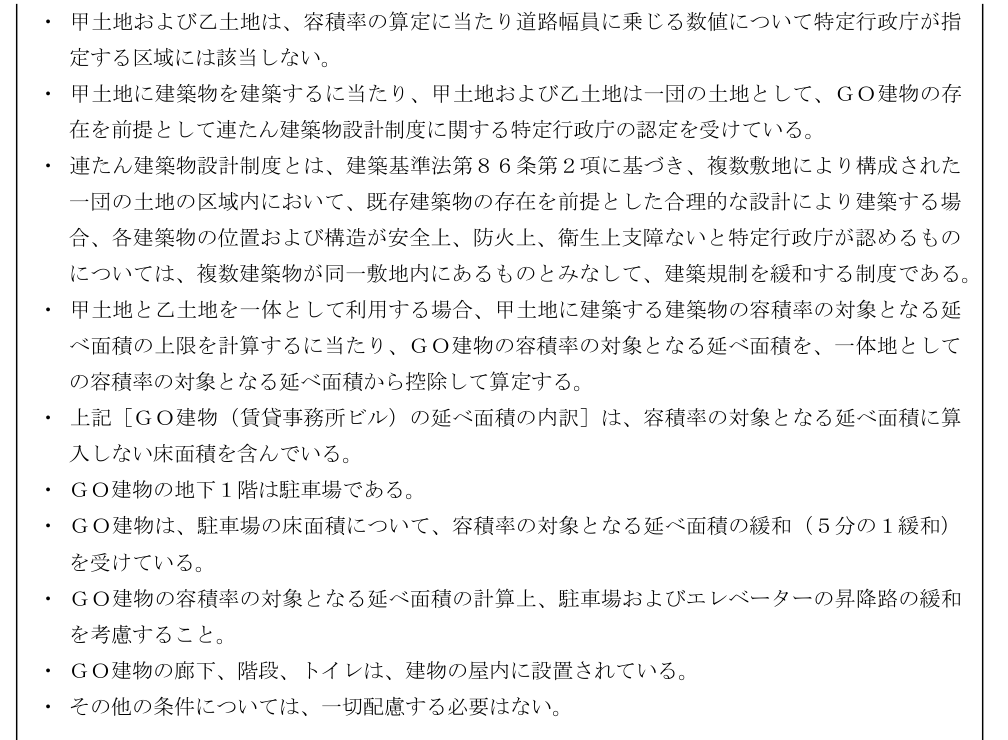 ・ 甲土地および乙土地は、容積率の算定に当たり道路幅員に乗じる数値について特定行政庁が指
定する区域には該当しない。
・ 甲土地に建築物を建築するに当たり、甲土地および乙土地は一団の土地として、ＧＯ建物の存
在を前提として連たん建築物設計制度に関する特定行政庁の認定を受けている。
・ 連たん建築物設計制度とは、建築基準法第８６条第２項に基づき、複数敷地により構成された
一団の土地の区域内において、既存建築物の存在を前提とした合理的な設計により建築する場
合、各建築物の位置および構造が安全上、防火上、衛生上支障ないと特定行政庁が認めるもの
については、複数建築物が同一敷地内にあるものとみなして、建築規制を緩和する制度である。
・ 甲土地と乙土地を一体として利用する場合、甲土地に建築する建築物の容積率の対象となる延
べ面積の上限を計算するに当たり、ＧＯ建物の容積率の対象となる延べ面積を、一体地として
の容積率の対象となる延べ面積から控除して算定する。
・ 上記［ＧＯ建物（賃貸事務所ビル）の延べ面積の内訳］は、容積率の対象となる延べ面積に算
入しない床面積を含んでいる。
・ ＧＯ建物の地下１階は駐車場である。
・ ＧＯ建物は、駐車場の床面積について、容積率の対象となる延べ面積の緩和（５分の１緩和）
を受けている。
・ ＧＯ建物の容積率の対象となる延べ面積の計算上、駐車場およびエレベーターの昇降路の緩和
を考慮すること。
・ ＧＯ建物の廊下、階段、トイレは、建物の屋内に設置されている。
・ その他の条件については、一切配慮する必要はない。